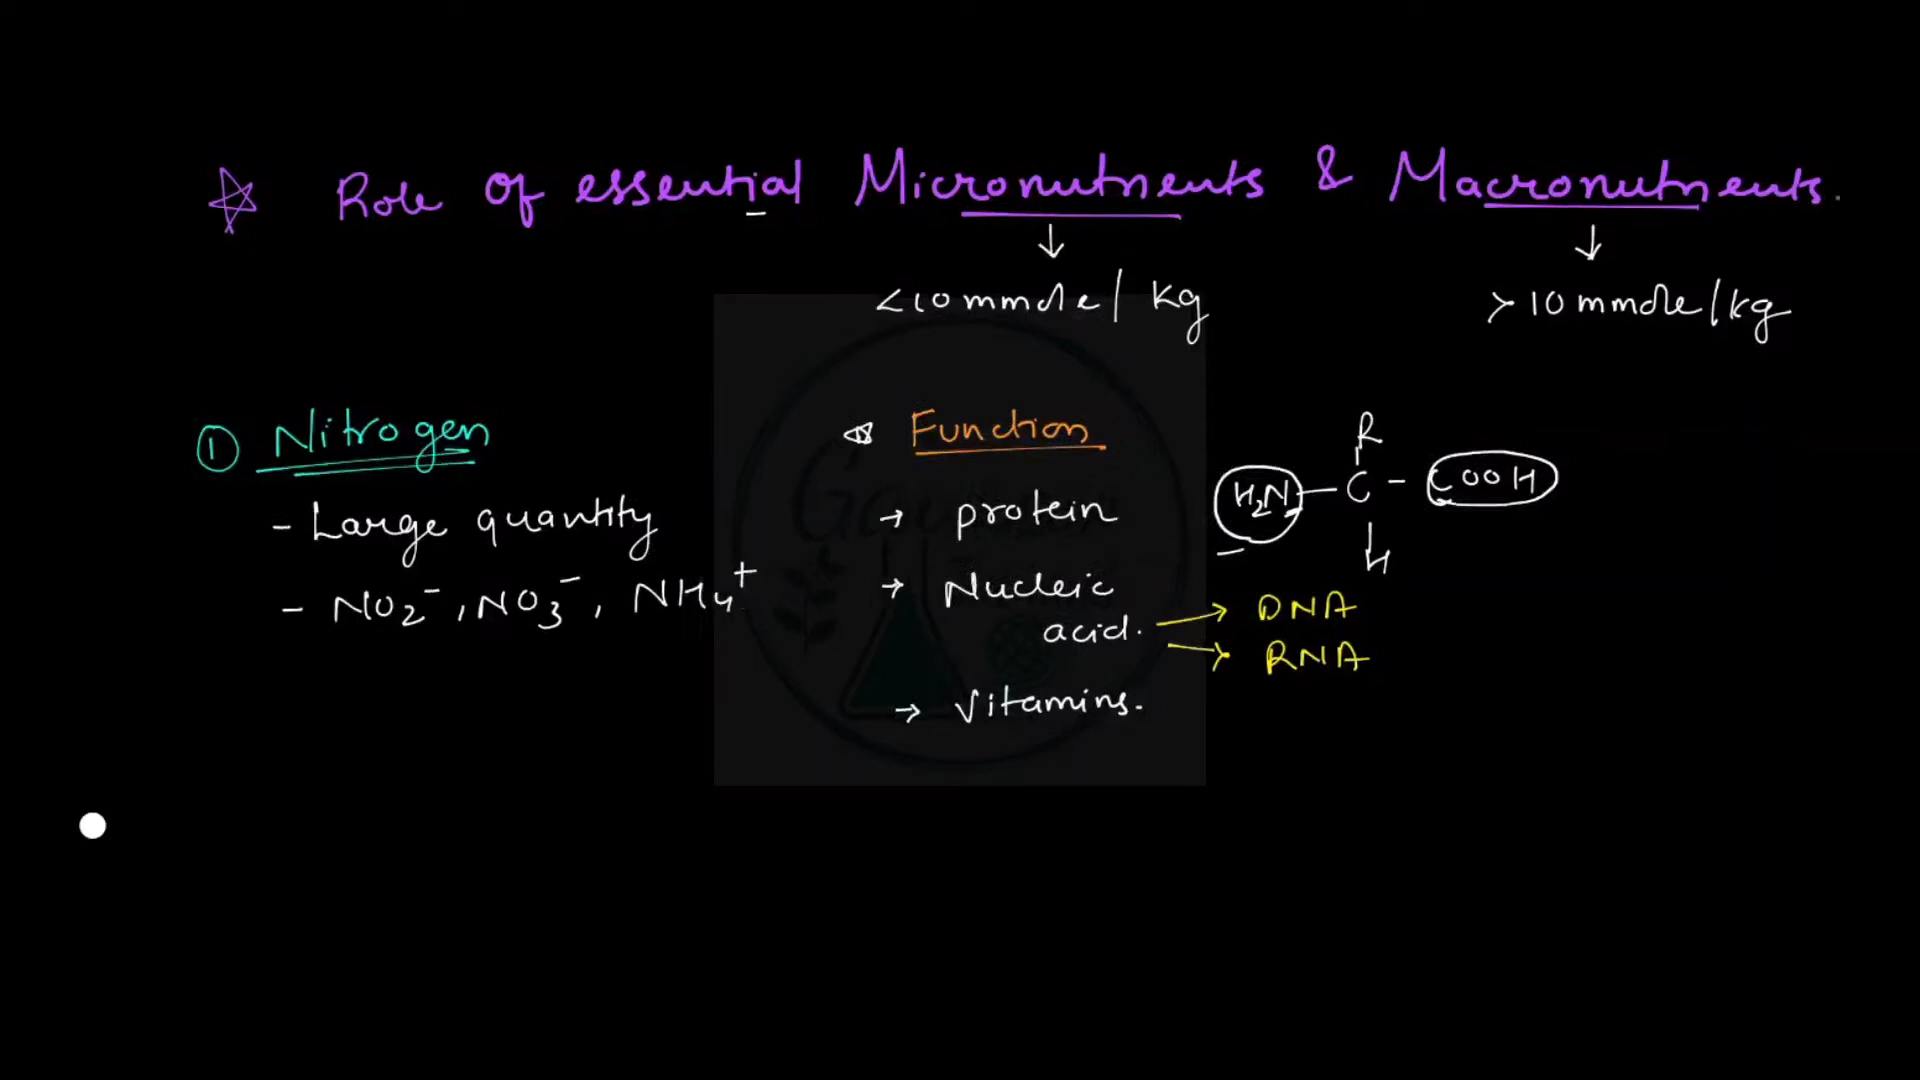 ☆ Role of essential Micronutrients & Macronutrients.
↓ ↓
<10 mmole/kg >10 mmole/kg
① Nitrogen
- Large quantity
- NO2⁻, NO3⁻, NH4⁺
Function
→ protein
→ Nucleic
acid. → DNA
→ RNA
→ Vitamins.
R
H2N – C – COOH
H